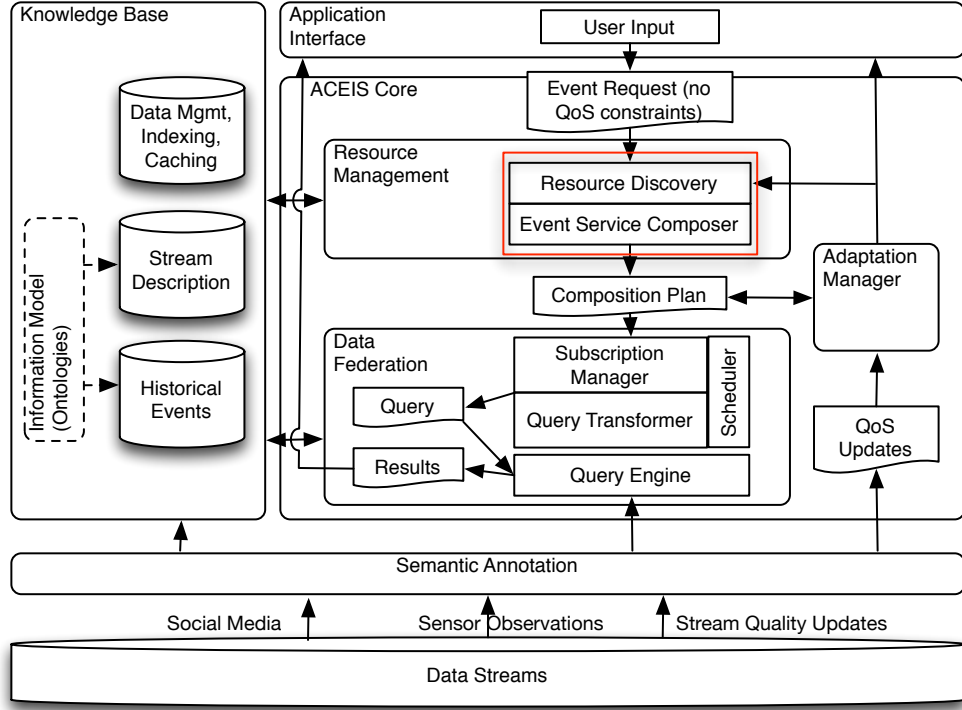 Knowledge Base
Data Mgmt,
Indexing,
Caching
Stream
Description
Historical
Events
Information Model
(Ontologies)
Application
Interface
User Input
ACEIS Core
Event Request (no
QoS constraints)
Resource
Management
Resource Discovery
Event Service Composer
Composition Plan
Adaptation
Manager
Data
Federation
Subscription
Manager
Scheduler
Query
Query Transformer
Results
Query Engine
QoS
Updates
Semantic Annotation
Social Media
Sensor Observations
Stream Quality Updates
Data Streams